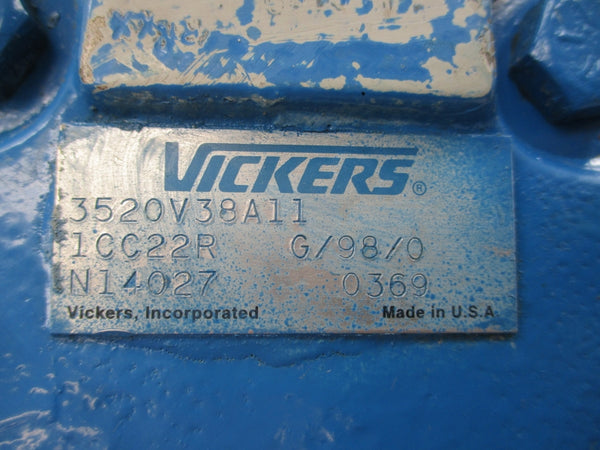 VICKERS®
3520V38A11
1CC22R G/98/0
N14027 0369
Vickers, Incorporated Made in U.S.A